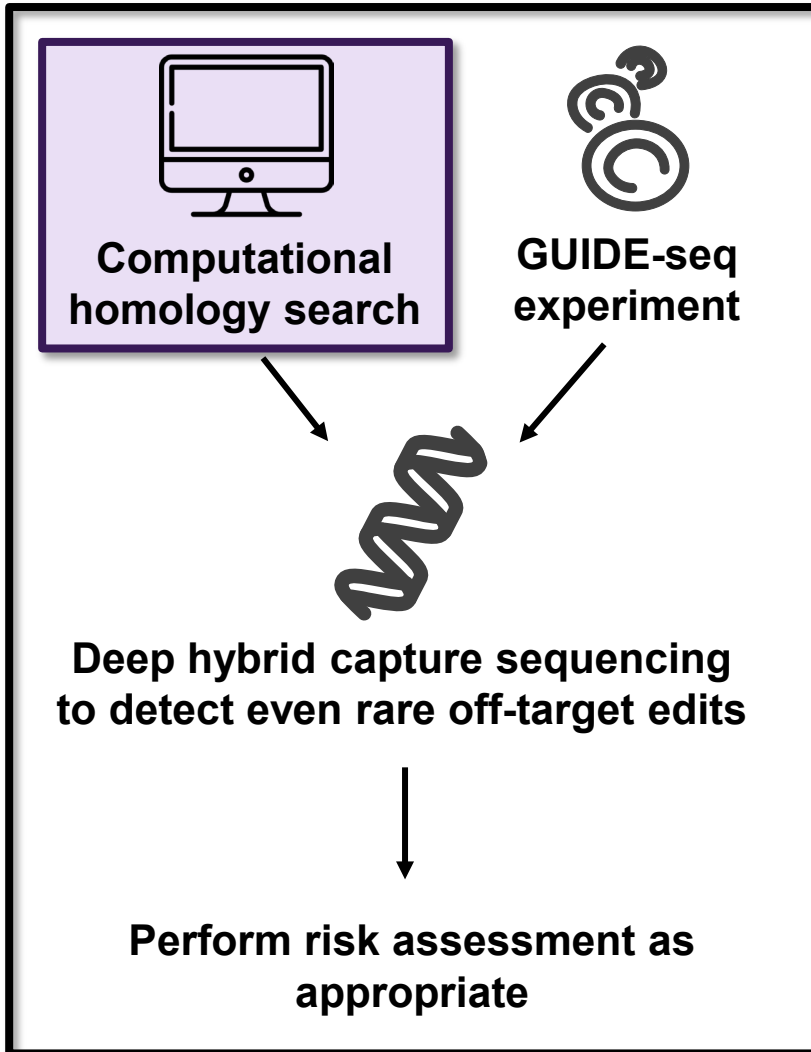 Computational
homology search
GUIDE-seq
experiment
Deep hybrid capture sequencing
to detect even rare off-target edits
Perform risk assessment as
appropriate